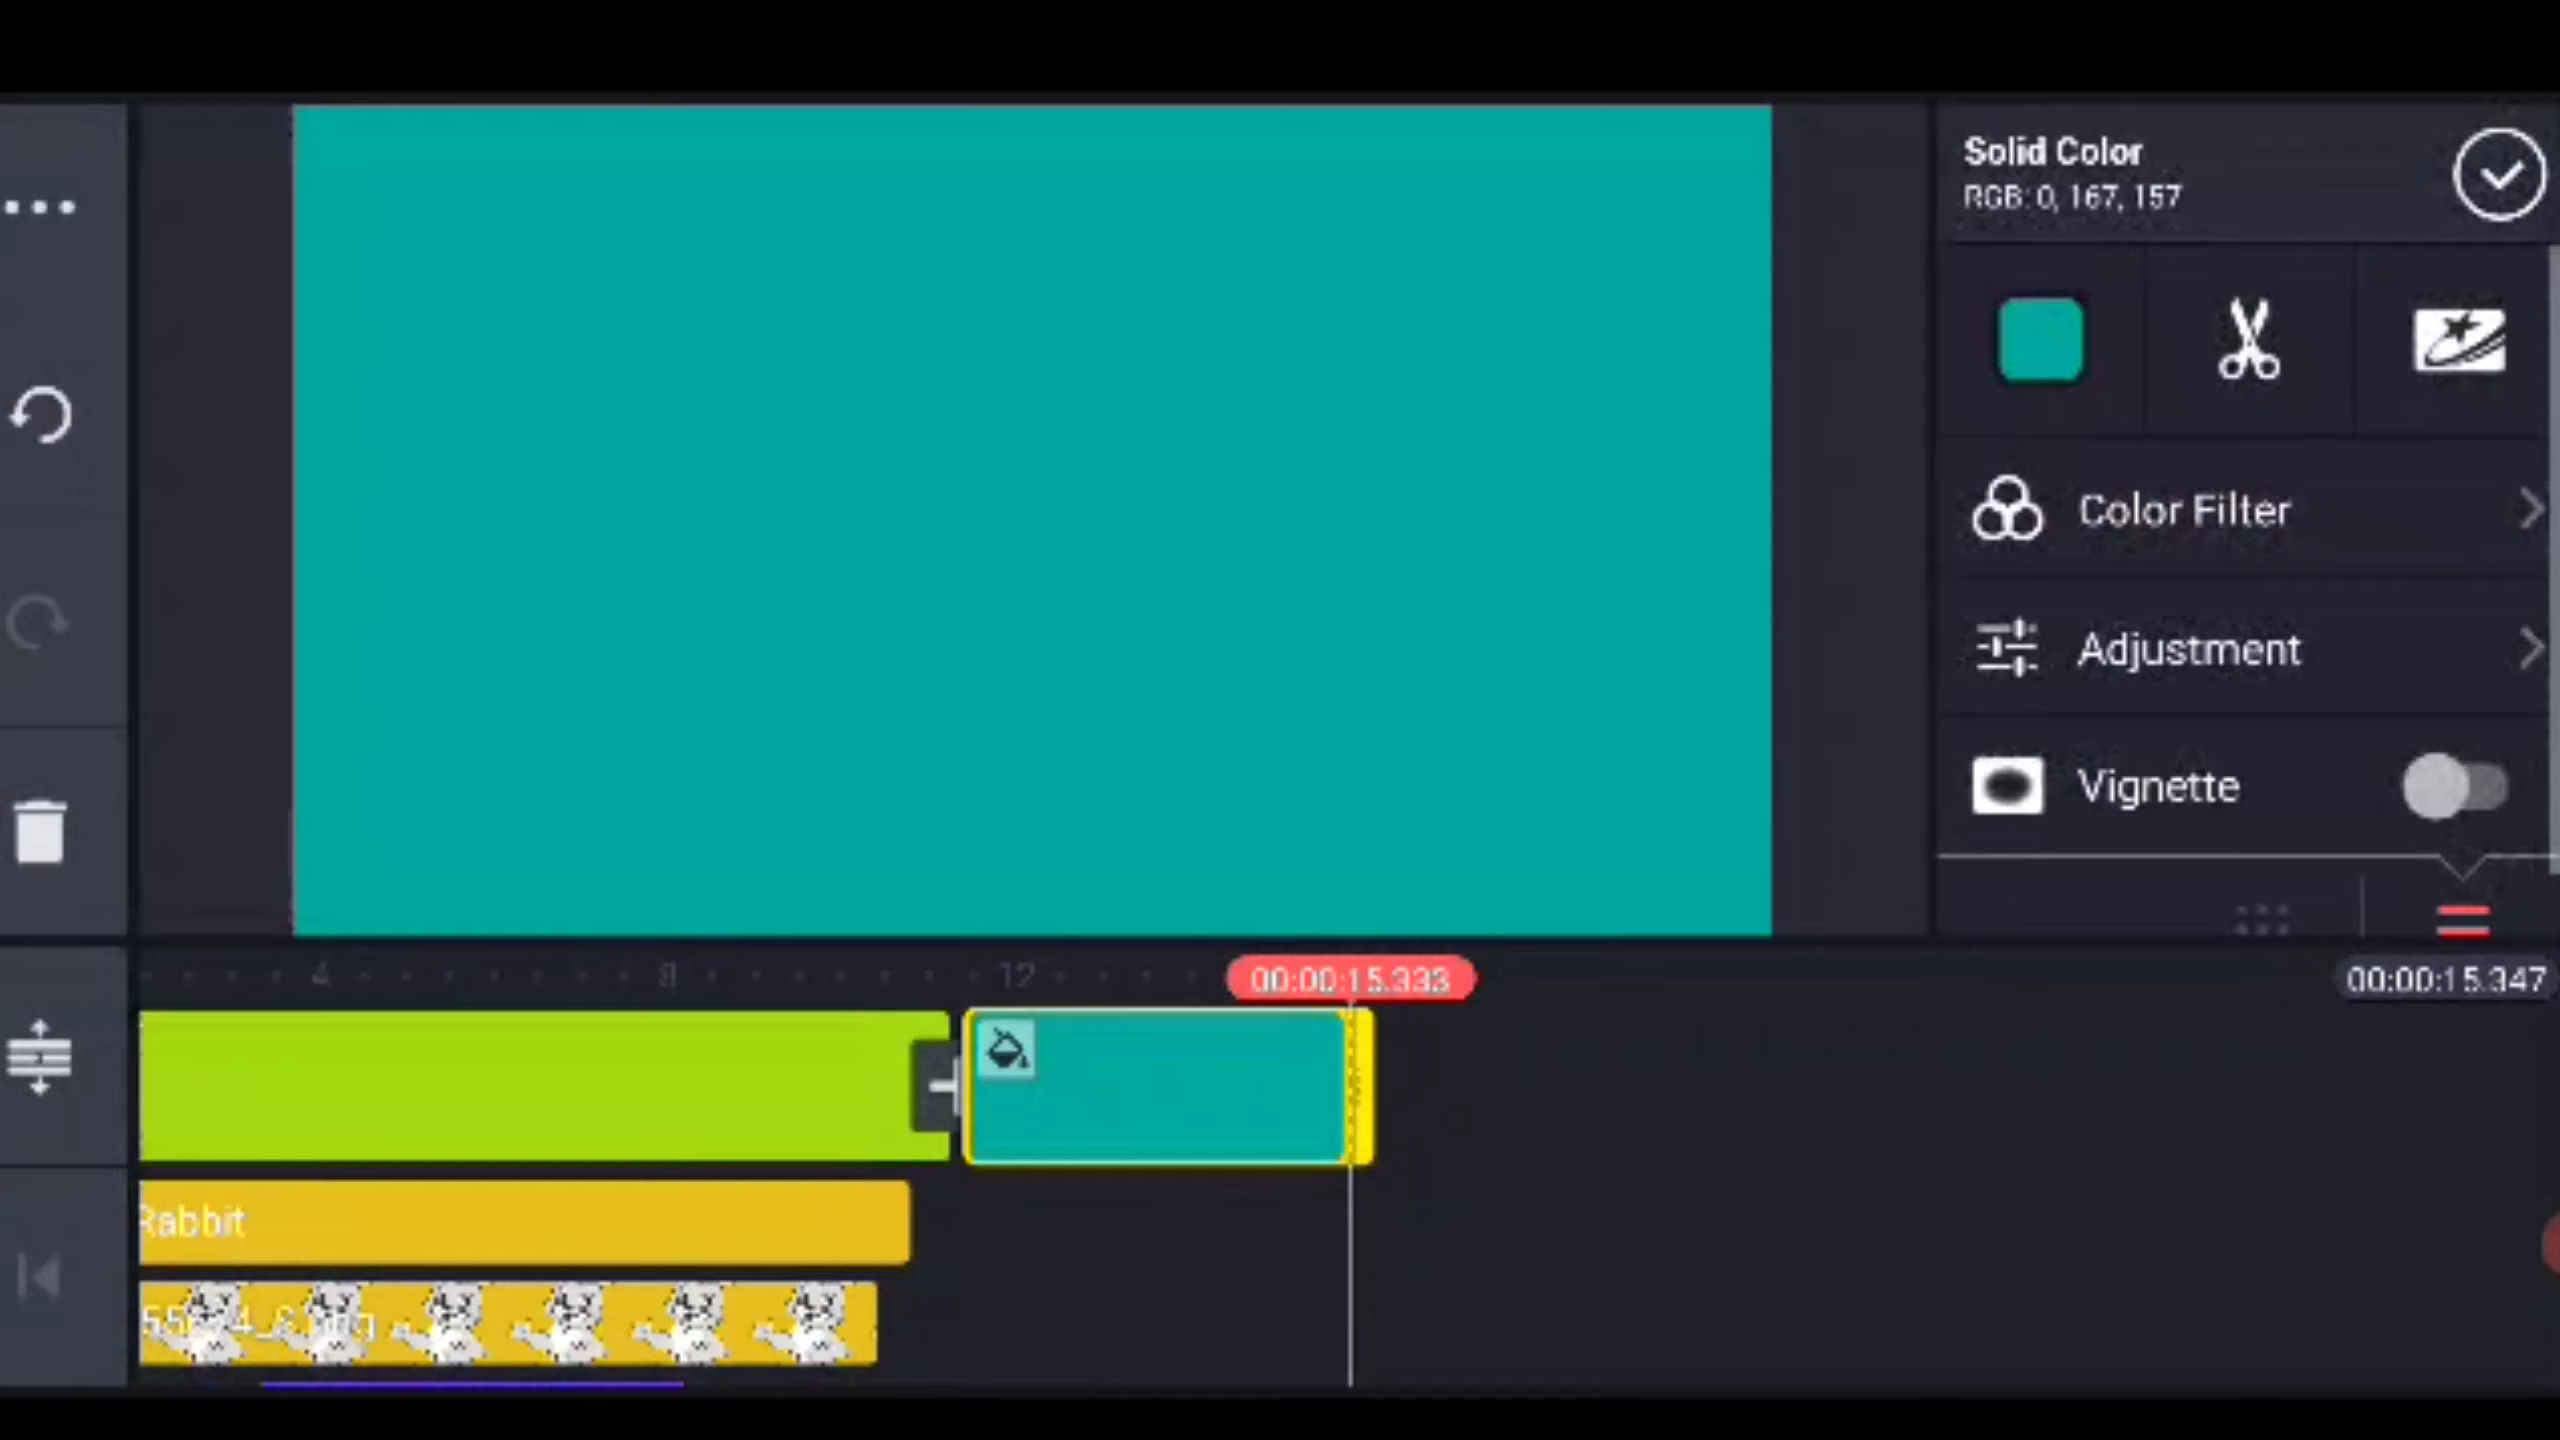 Solid Color
RGB: 0, 167, 157
Color Filter
Adjustment
Vignette
4 8 12 00:00:15.333 00:00:15.347
Rabbit